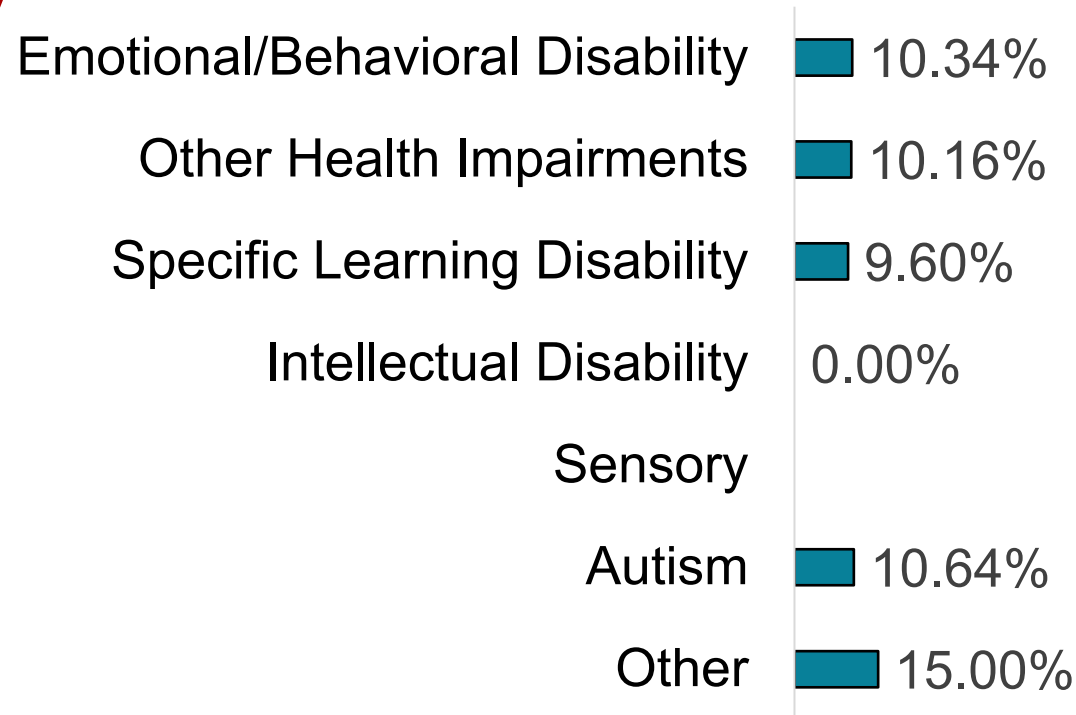 Emotional/Behavioral Disability 10.34%
Other Health Impairments 10.16%
Specific Learning Disability 9.60%
Intellectual Disability 0.00%
Sensory
Autism 10.64%
Other 15.00%